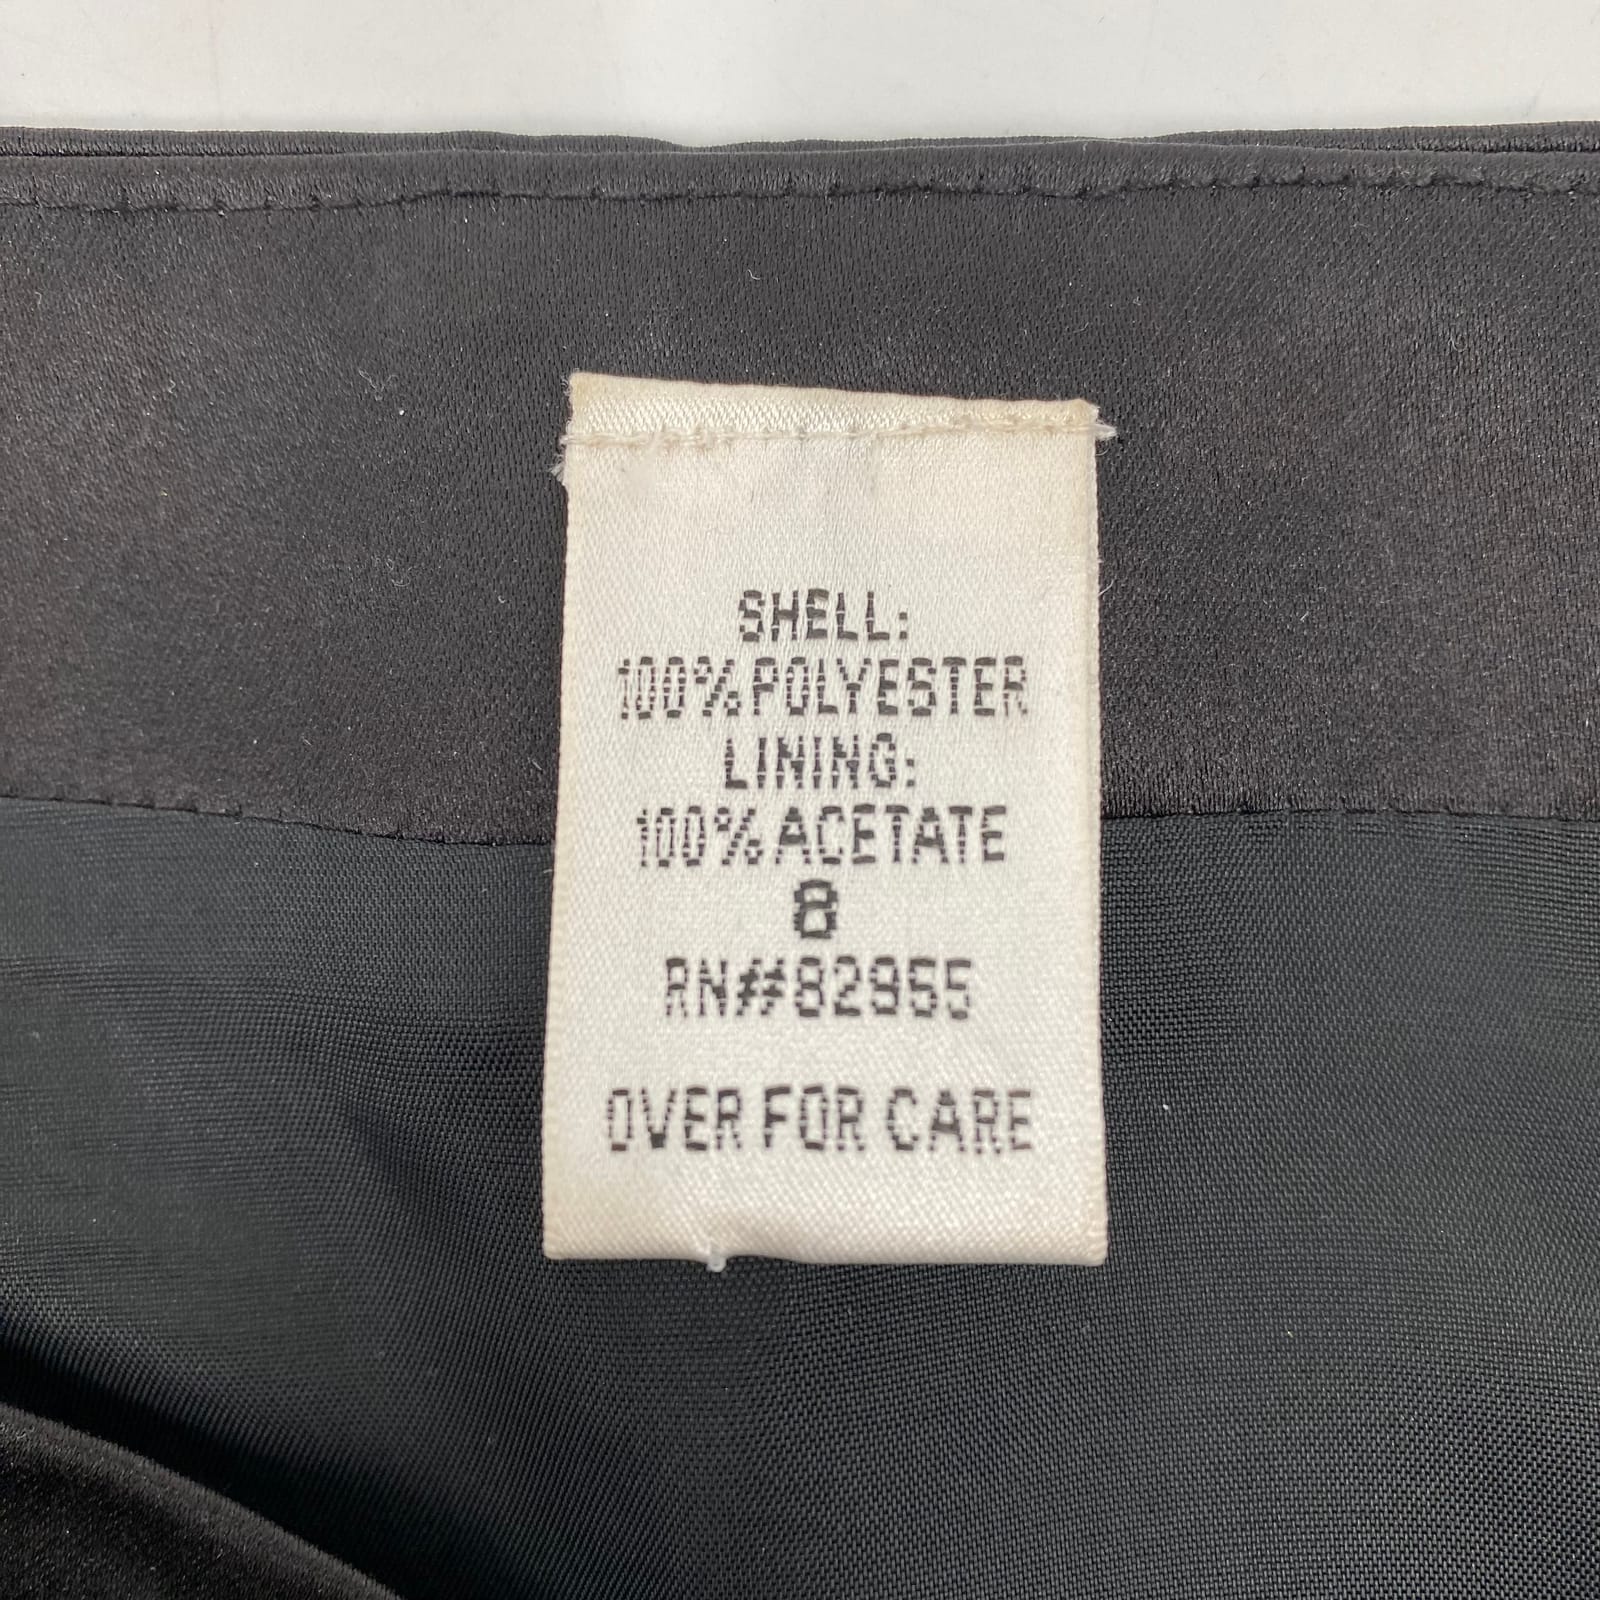 SHELL:
100% POLYESTER
LINING:
100% ACETATE
8
RN#82955
OVER FOR CARE